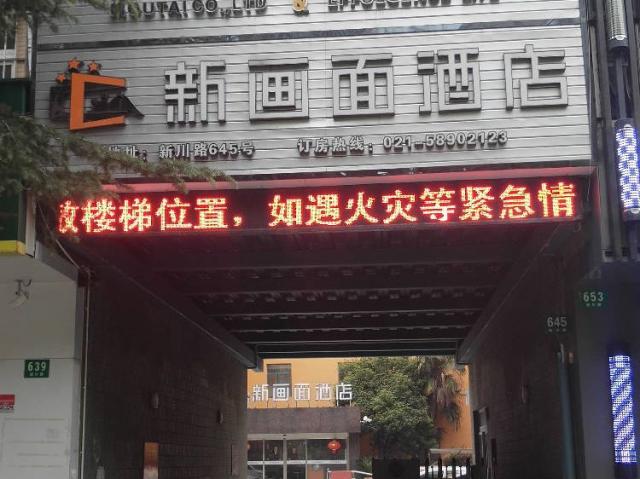 新画面酒店
地址：新川路645号 订房热线：021-58902123
散楼梯位置，如遇火灾等紧急情
653
645
639
新画面酒店